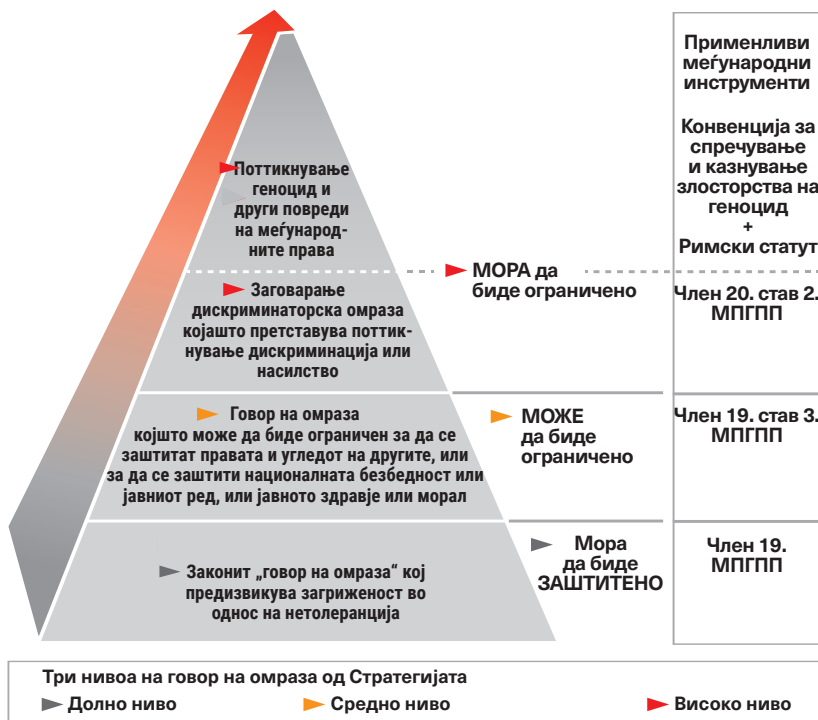 Применливи
меѓународни
инструменти
Поттикнување
геноцид и
други повреди
на меѓународ-
ните права
Конвенција за
спречување
и казнување
злосторства на
геноцид
+
Римски статут
МОРА да
биде ограничено
Заговарање
дискриминаторска омраза
којашто претставува поттик-
нување дискриминација или
насилство
Член 20. став 2.
МПГПП
Говор на омраза
којшто може да биде ограничен за да се
заштитат правата и угледот на другите, или
за да се заштити националната безбедност или
јавниот ред, или јавното здравје или морал
МОЖЕ
да биде
ограничено
Член 19. став 3.
МПГПП
Законит „говор на омраза“ кој
предизвикува загриженост во
однос на нетолеранција
Мора
да биде
ЗАШТИТЕНО
Член 19.
МПГПП
Три нивоа на говор на омраза од Стратегијата
Долно ниво
Средно ниво
Високо ниво